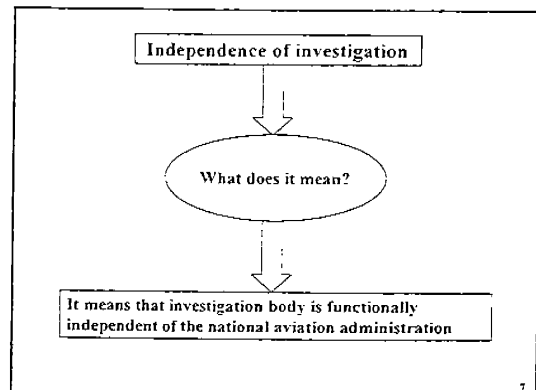 Independence of investigation
What does it mean?
It means that investigation body is functionally
independent of the national aviation administration
7